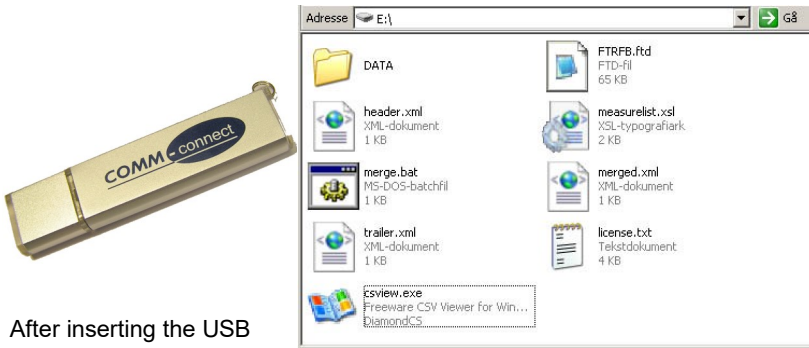 COMM-connect
After inserting the USB
Adresse E:\ Gå
DATA
FTRFB.ftd
FTD-fil
65 KB
header.xml
XML-dokument
1 KB
measurelist.xsl
XSL-typografiark
2 KB
merge.bat
MS-DOS-batchfil
1 KB
merged.xml
XML-dokument
1 KB
trailer.xml
XML-dokument
1 KB
license.txt
Tekstdokument
4 KB
csview.exe
Freeware CSV Viewer for Win...
DiamondCS